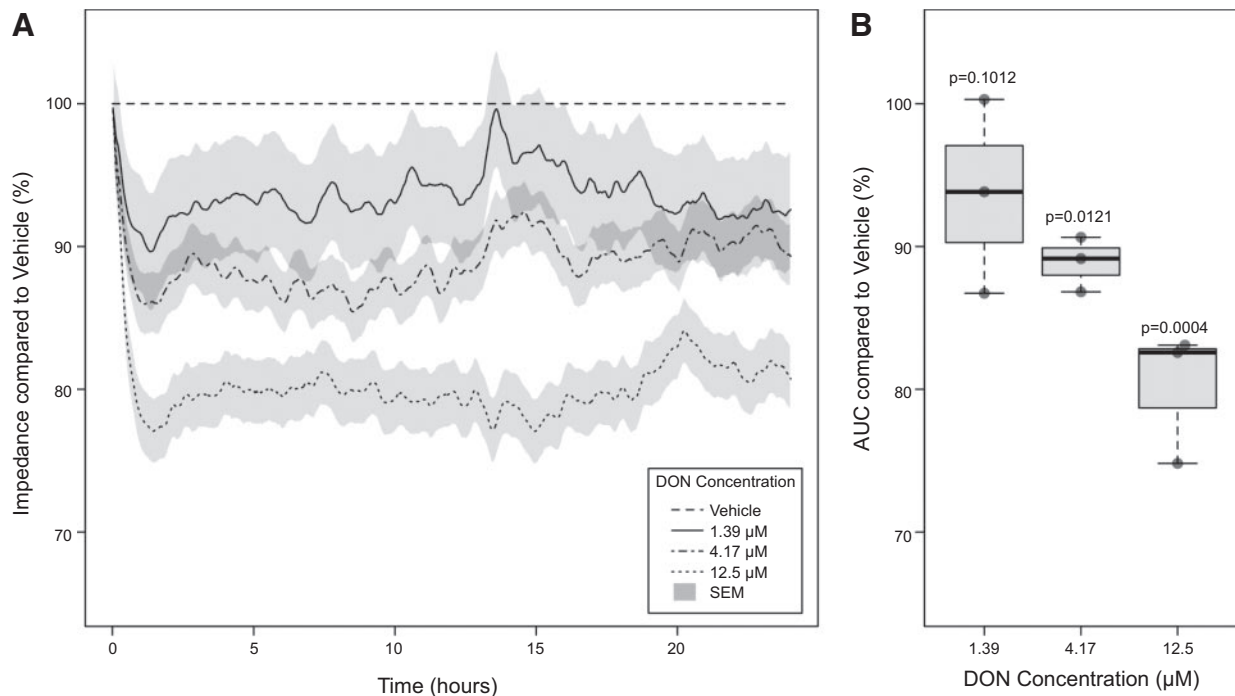 A
Impedance compared to Vehicle (%)
100
90
80
70
0
5
10
15
20
Time (hours)
DON Concentration
Vehicle
1.39 µM
4.17 µM
12.5 µM
SEM
B
AUC compared to Vehicle (%)
100
90
80
70
p=0.1012
p=0.0121
p=0.0004
1.39
4.17
12.5
DON Concentration (µM)